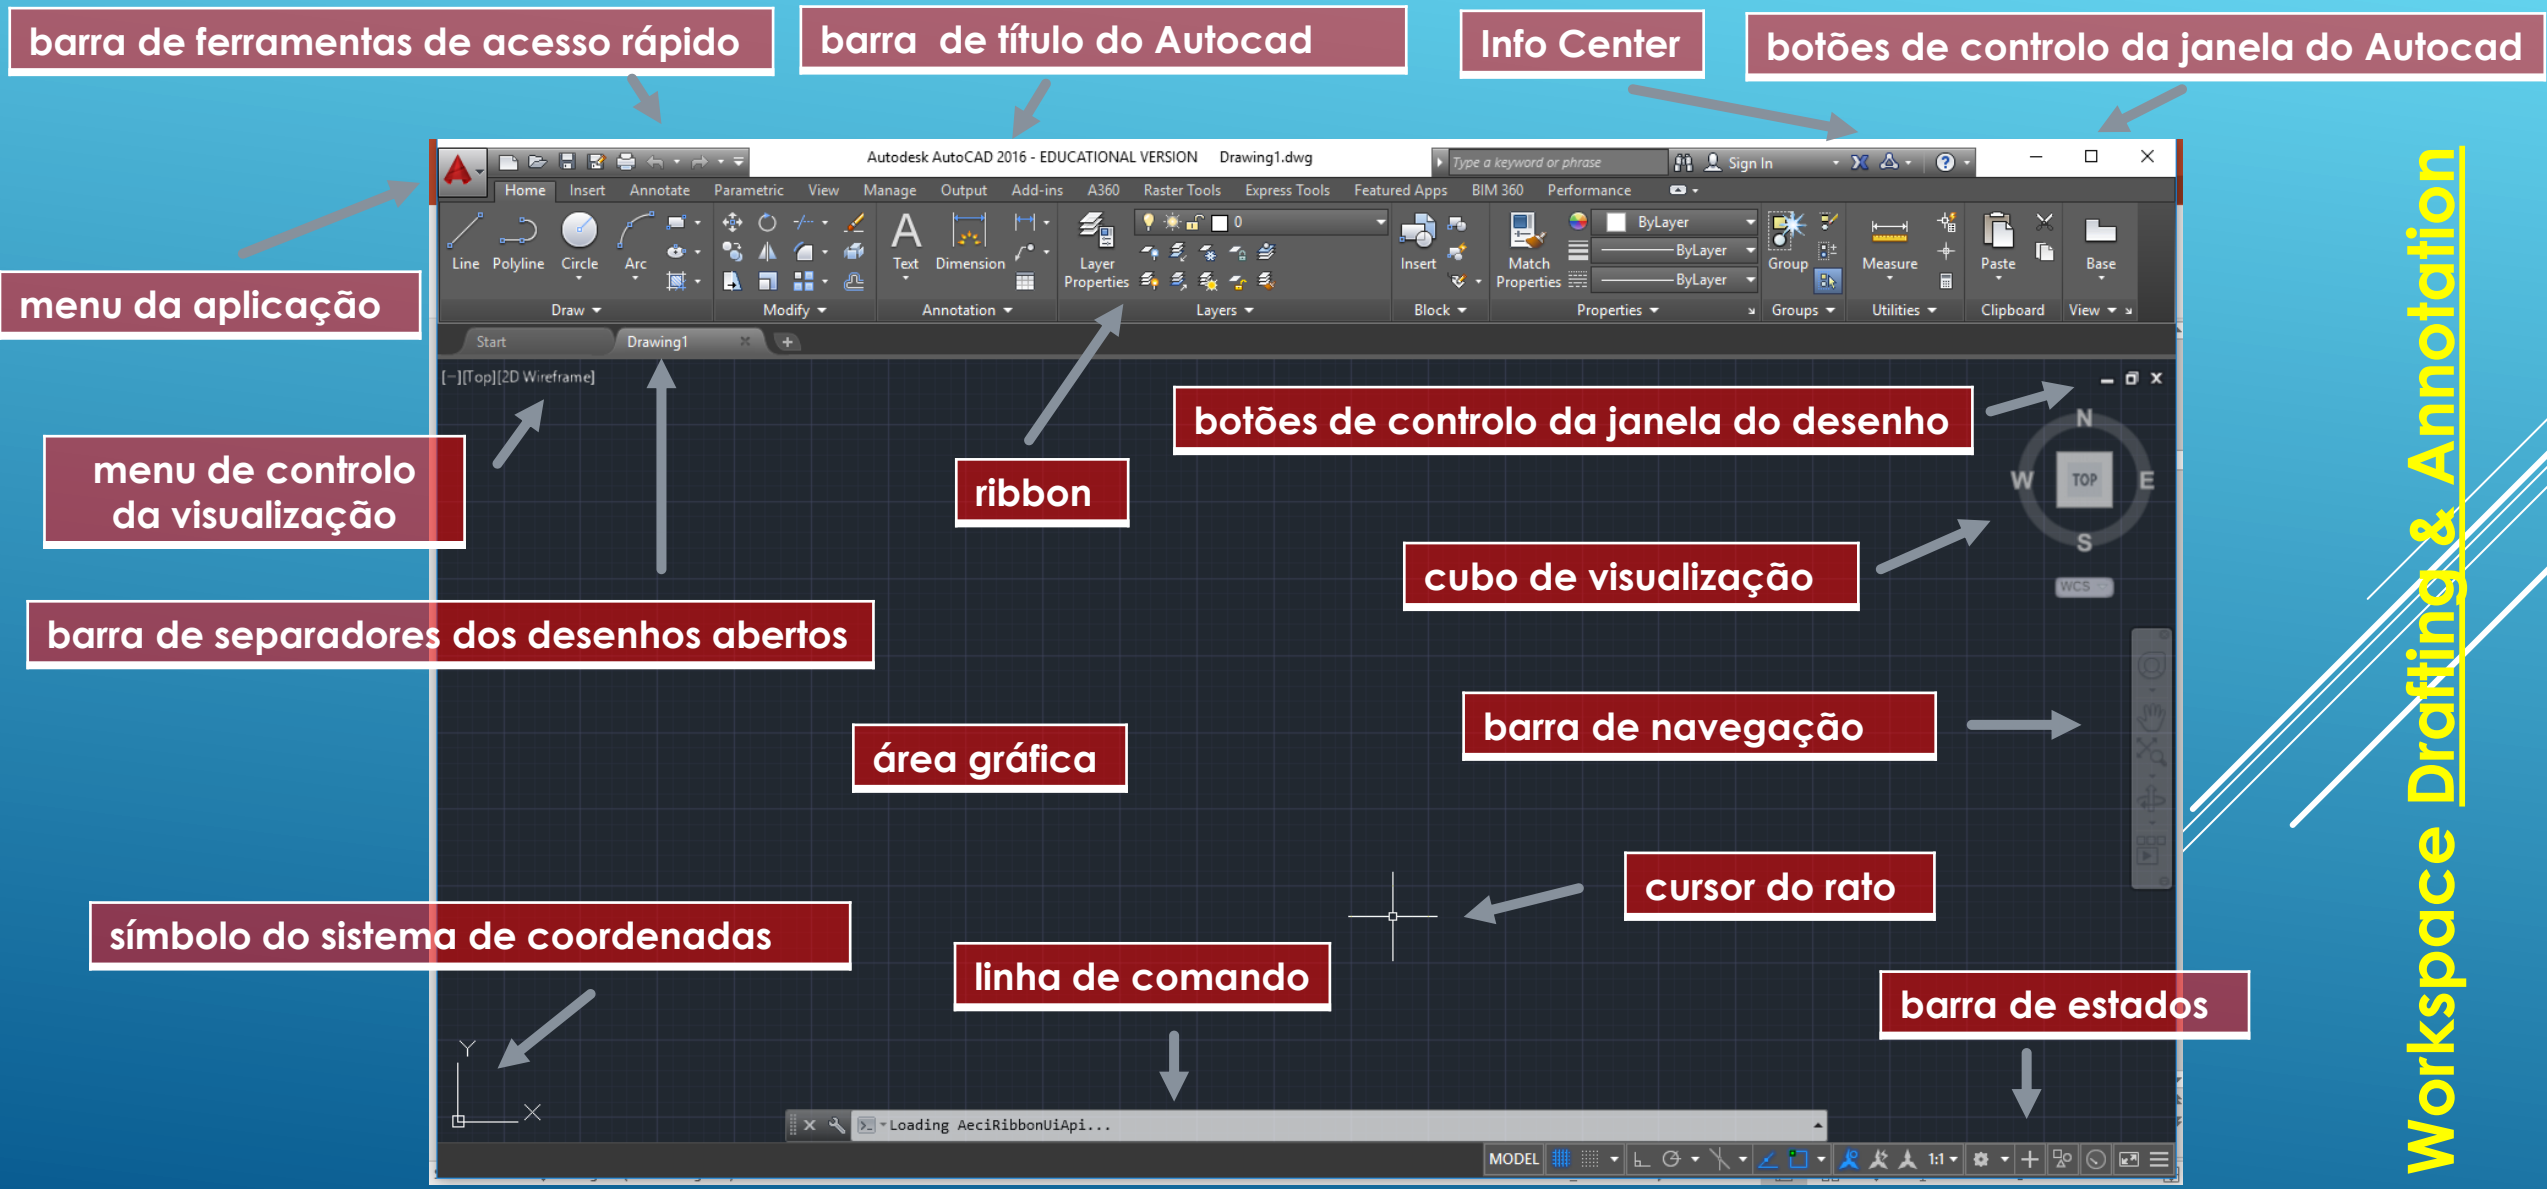 barra de ferramentas de acesso rápido
barra de título do Autocad
Info Center
botões de controlo da janela do Autocad
Autodesk AutoCAD 2016 - EDUCATIONAL VERSION Drawing1.dwg
Type a keyword or phrase
Sign In
Home Insert Annotate Parametric View Manage Output Add-ins A360 Raster Tools Express Tools Featured Apps BIM 360 Performance
0
ByLayer
ByLayer
ByLayer
Line Polyline Circle Arc
Text Dimension
Layer
Properties
Insert
Match
Properties
Group
Measure
Paste
Base
Draw Modify Annotation Layers Block Properties Groups Utilities Clipboard View
menu da aplicação
Start Drawing1
[−][Top][2D Wireframe]
botões de controlo da janela do desenho
menu de controlo
da visualização
ribbon
N
W TOP E
S
WCS
cubo de visualização
barra de separadores dos desenhos abertos
barra de navegação
área gráfica
cursor do rato
símbolo do sistema de coordenadas
linha de comando
barra de estados
Y
X
Loading AeciRibbonUiApi...
MODEL
1:1
Workspace Drafting & Annotation